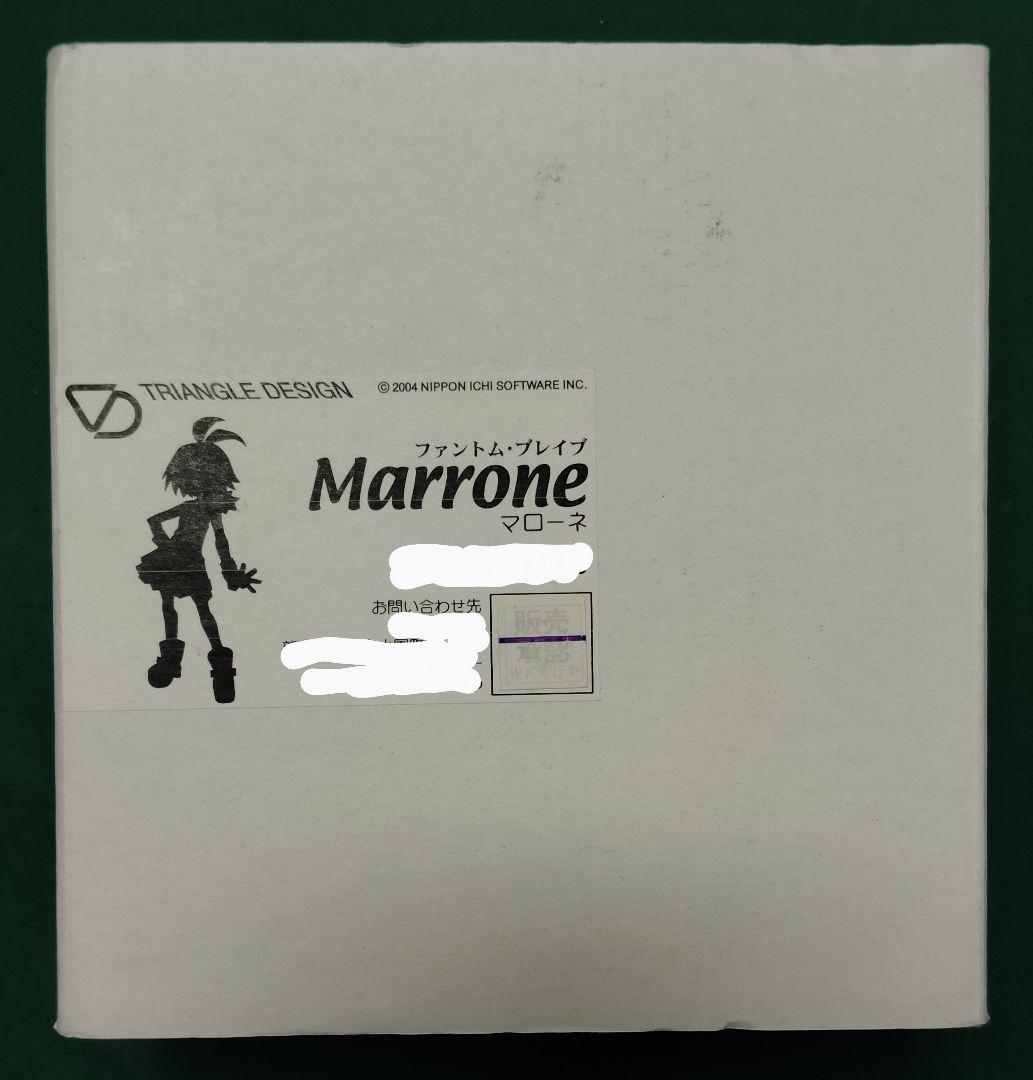 TRIANGLE DESIGN
© 2004 NIPPON ICHI SOFTWARE INC.
ファントム・ブレイブ
Marrone
マローネ
お問い合わせ先
販売
承認